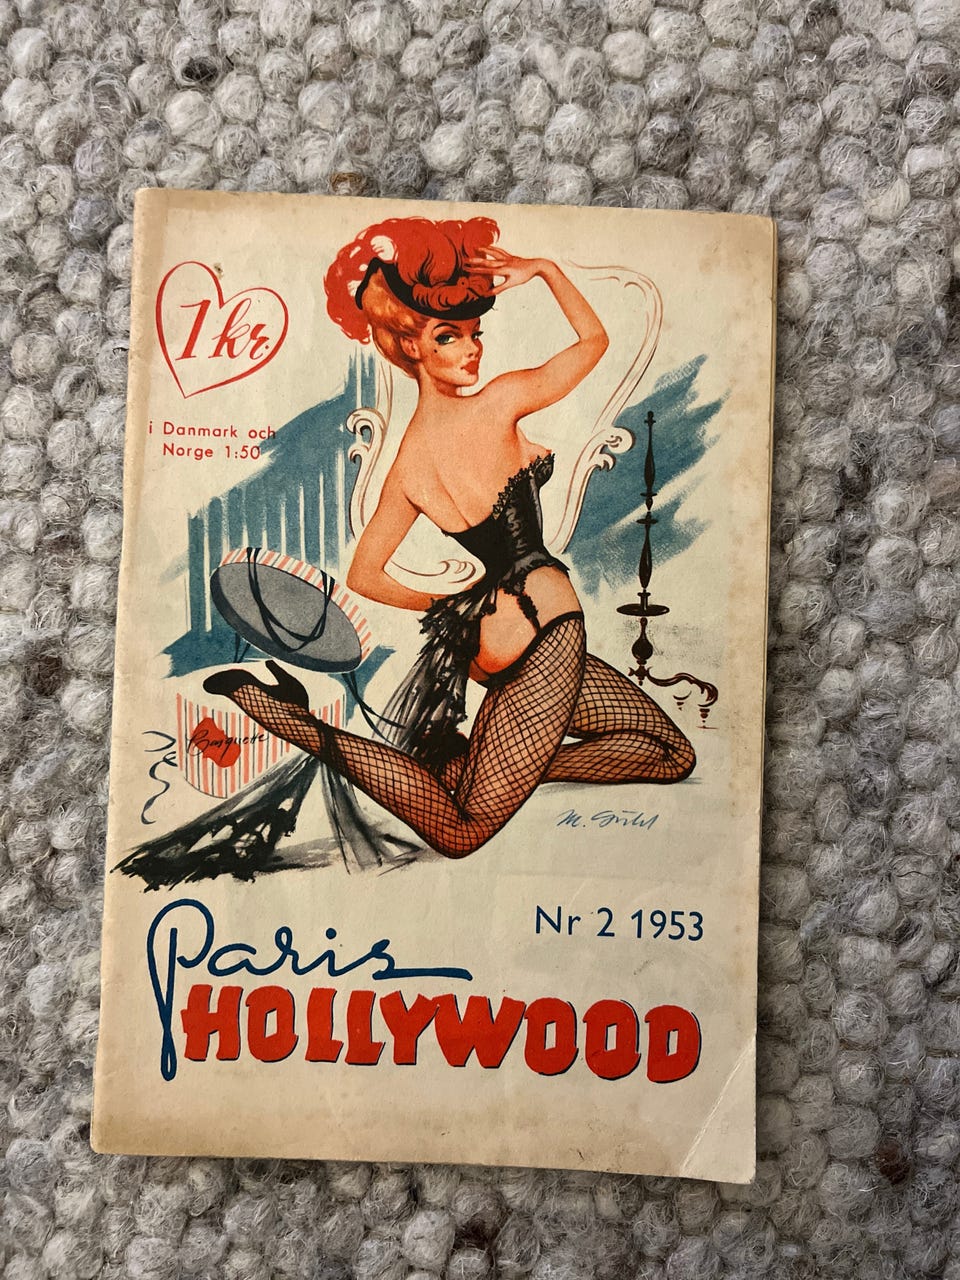 1 kr.
i Danmark och
Norge 1:50
Nr 2 1953
Paris
HOLLYWOOD